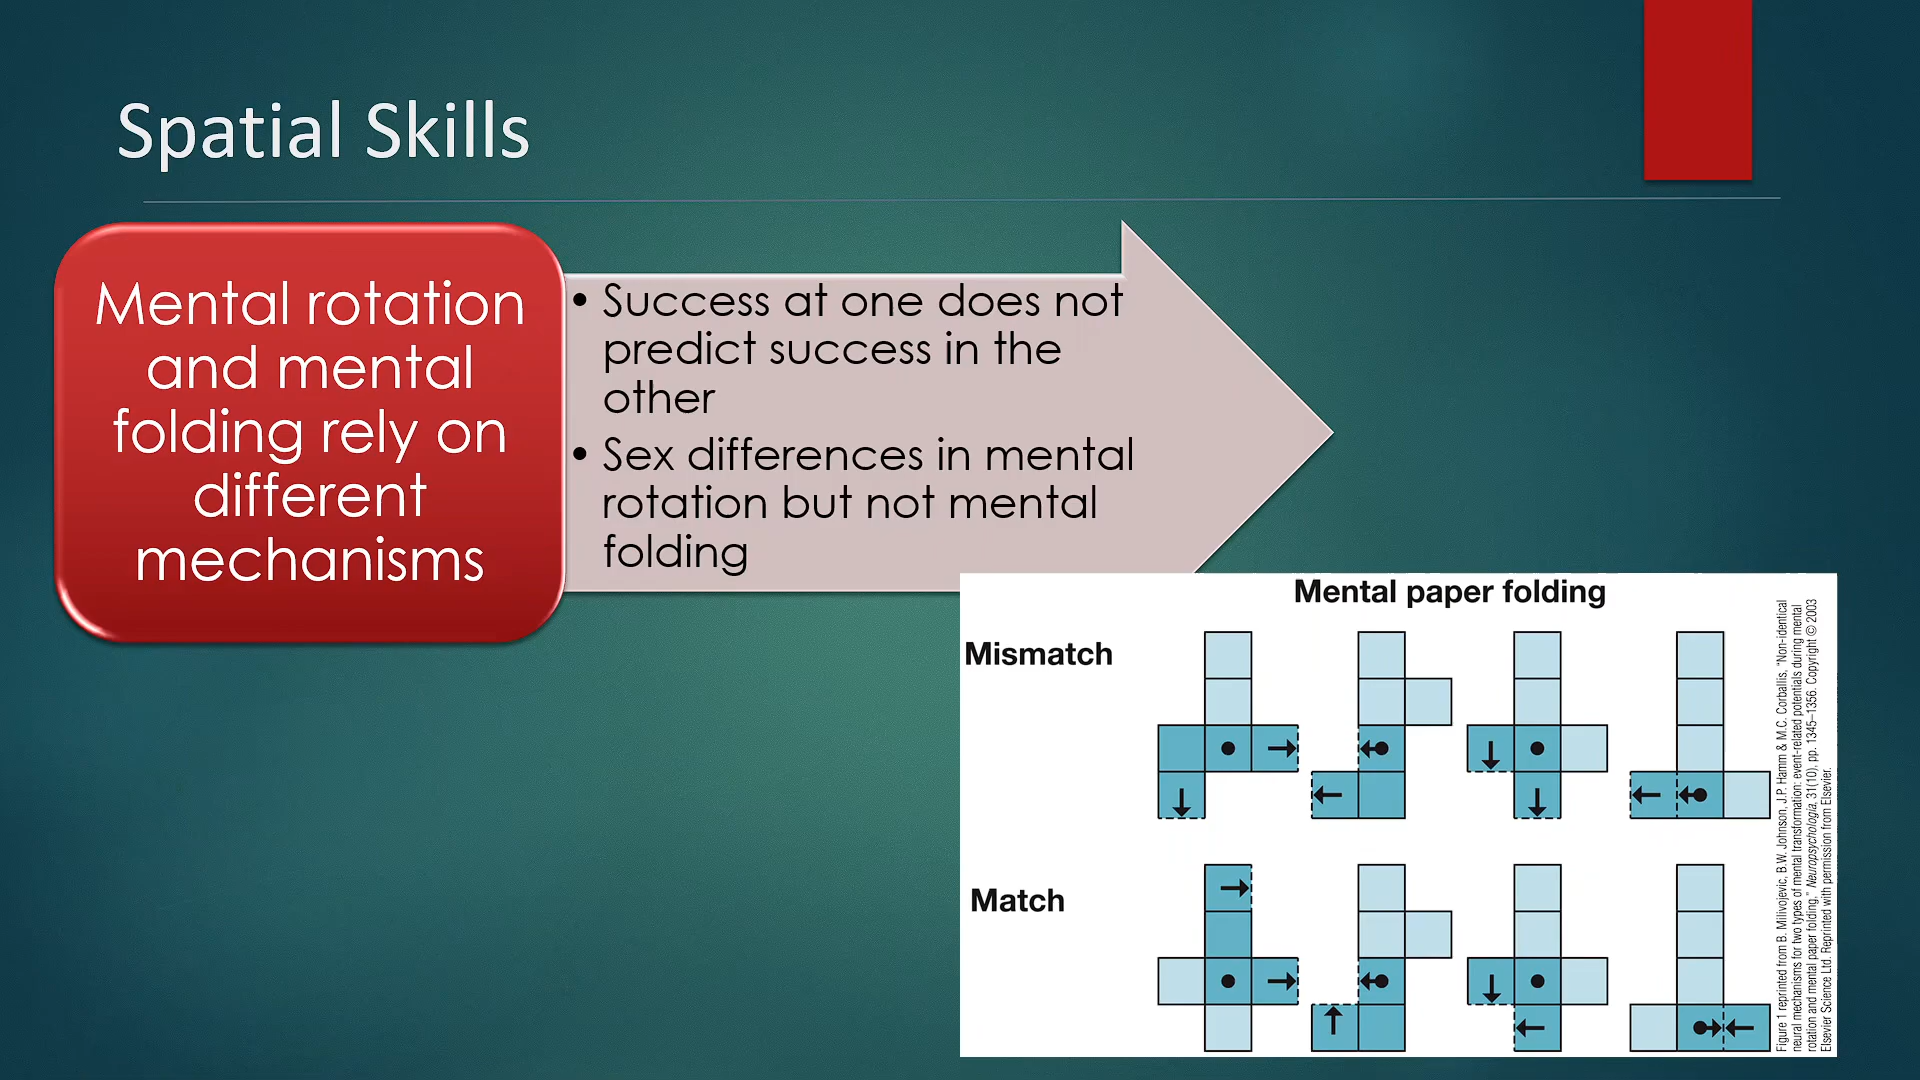 Spatial Skills
Mental rotation
and mental
folding rely on
different
mechanisms
• Success at one does not
predict success in the
other
• Sex differences in mental
rotation but not mental
folding
Mental paper folding
Mismatch
Match
Figure 1 reprinted from B. Milivojevic, B.W. Johnson, J.P. Hamm & M.C. Corballis, "Non-identical
neural mechanisms for two types of mental transformation: event-related potentials during mental
rotation and mental paper folding," Neuropsychologia, 31(10), pp. 1345–1356. Copyright © 2003
Elsevier Science Ltd. Reprinted with permission from Elsevier.